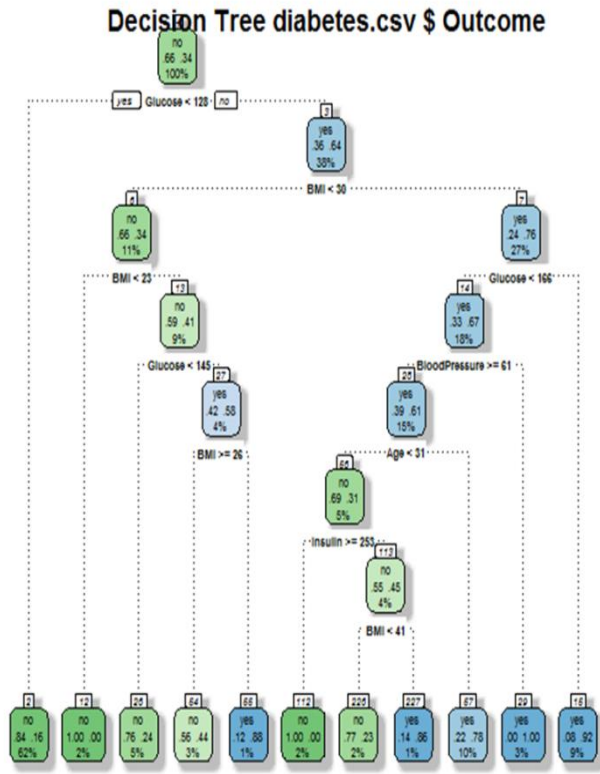 Decision Tree diabetes.csv $ Outcome
no
.66 .34
100%
yes Glucose < 128 no
3
yes
.36 .64
38%
BMI < 30
6
no
.66 .34
11%
7
yes
.24 .76
27%
BMI < 23
Glucose < 166
13
no
.59 .41
9%
14
yes
.33 .67
18%
Glucose < 145
BloodPressure >= 61
27
yes
.42 .58
4%
28
yes
.39 .61
15%
BMI >= 26
Age < 31
56
no
.69 .31
5%
Insulin >= 253
113
no
.55 .45
4%
BMI < 41
2
no
.84 .16
62%
12
no
1.00 .00
2%
26
no
.76 .24
5%
54
no
.56 .44
3%
55
yes
.12 .88
1%
112
no
1.00 .00
2%
226
no
.77 .23
2%
227
yes
.14 .86
1%
57
yes
.22 .78
10%
29
yes
.00 1.00
3%
15
yes
.08 .92
9%